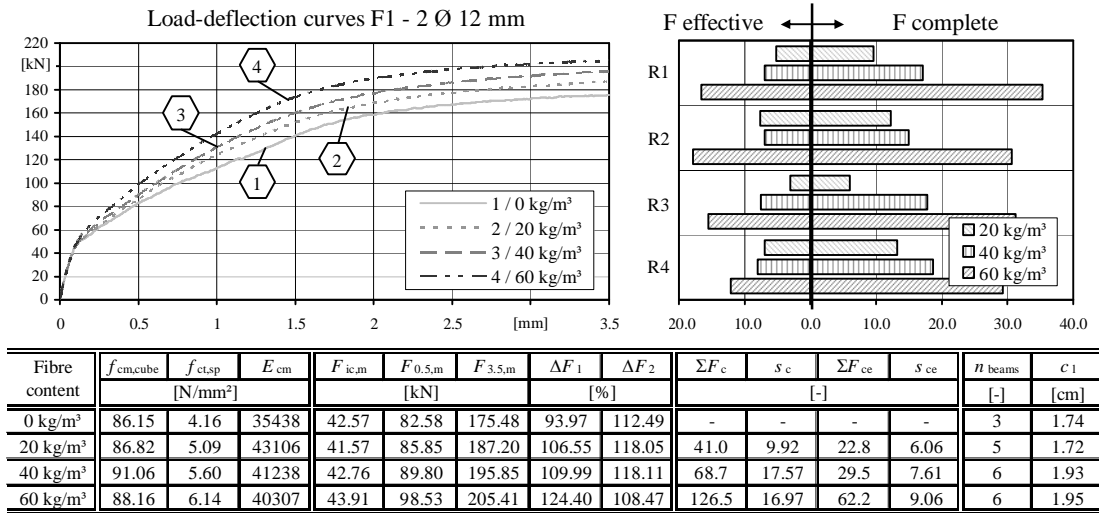 Load-deflection curves F1 - 2 Ø 12 mm
220
[kN]
180
160
140
120
100
80
60
40
20
0
0
0.5
1
1.5
2
[mm]
3.5
1
2
3
4
1 / 0 kg/m³
2 / 20 kg/m³
3 / 40 kg/m³
4 / 60 kg/m³
F effective
F complete
R1
R2
R3
R4
20 kg/m³
40 kg/m³
60 kg/m³
20.0 10.0 0.0 10.0 20.0 30.0 40.0
Fibre content f cm,cube f ct,sp E cm F ic,m F 0.5,m F 3.5,m ΔF 1 ΔF 2 ΣF c s c ΣF ce s ce n beams c 1
[N/mm²] [kN] [%] [-] [-] [cm]
0 kg/m³ 86.15 4.16 35438 42.57 82.58 175.48 93.97 112.49 - - - - 3 1.74
20 kg/m³ 86.82 5.09 43106 41.57 85.85 187.20 106.55 118.05 41.0 9.92 22.8 6.06 5 1.72
40 kg/m³ 91.06 5.60 41238 42.76 89.80 195.85 109.99 118.11 68.7 17.57 29.5 7.61 6 1.93
60 kg/m³ 88.16 6.14 40307 43.91 98.53 205.41 124.40 108.47 126.5 16.97 62.2 9.06 6 1.95